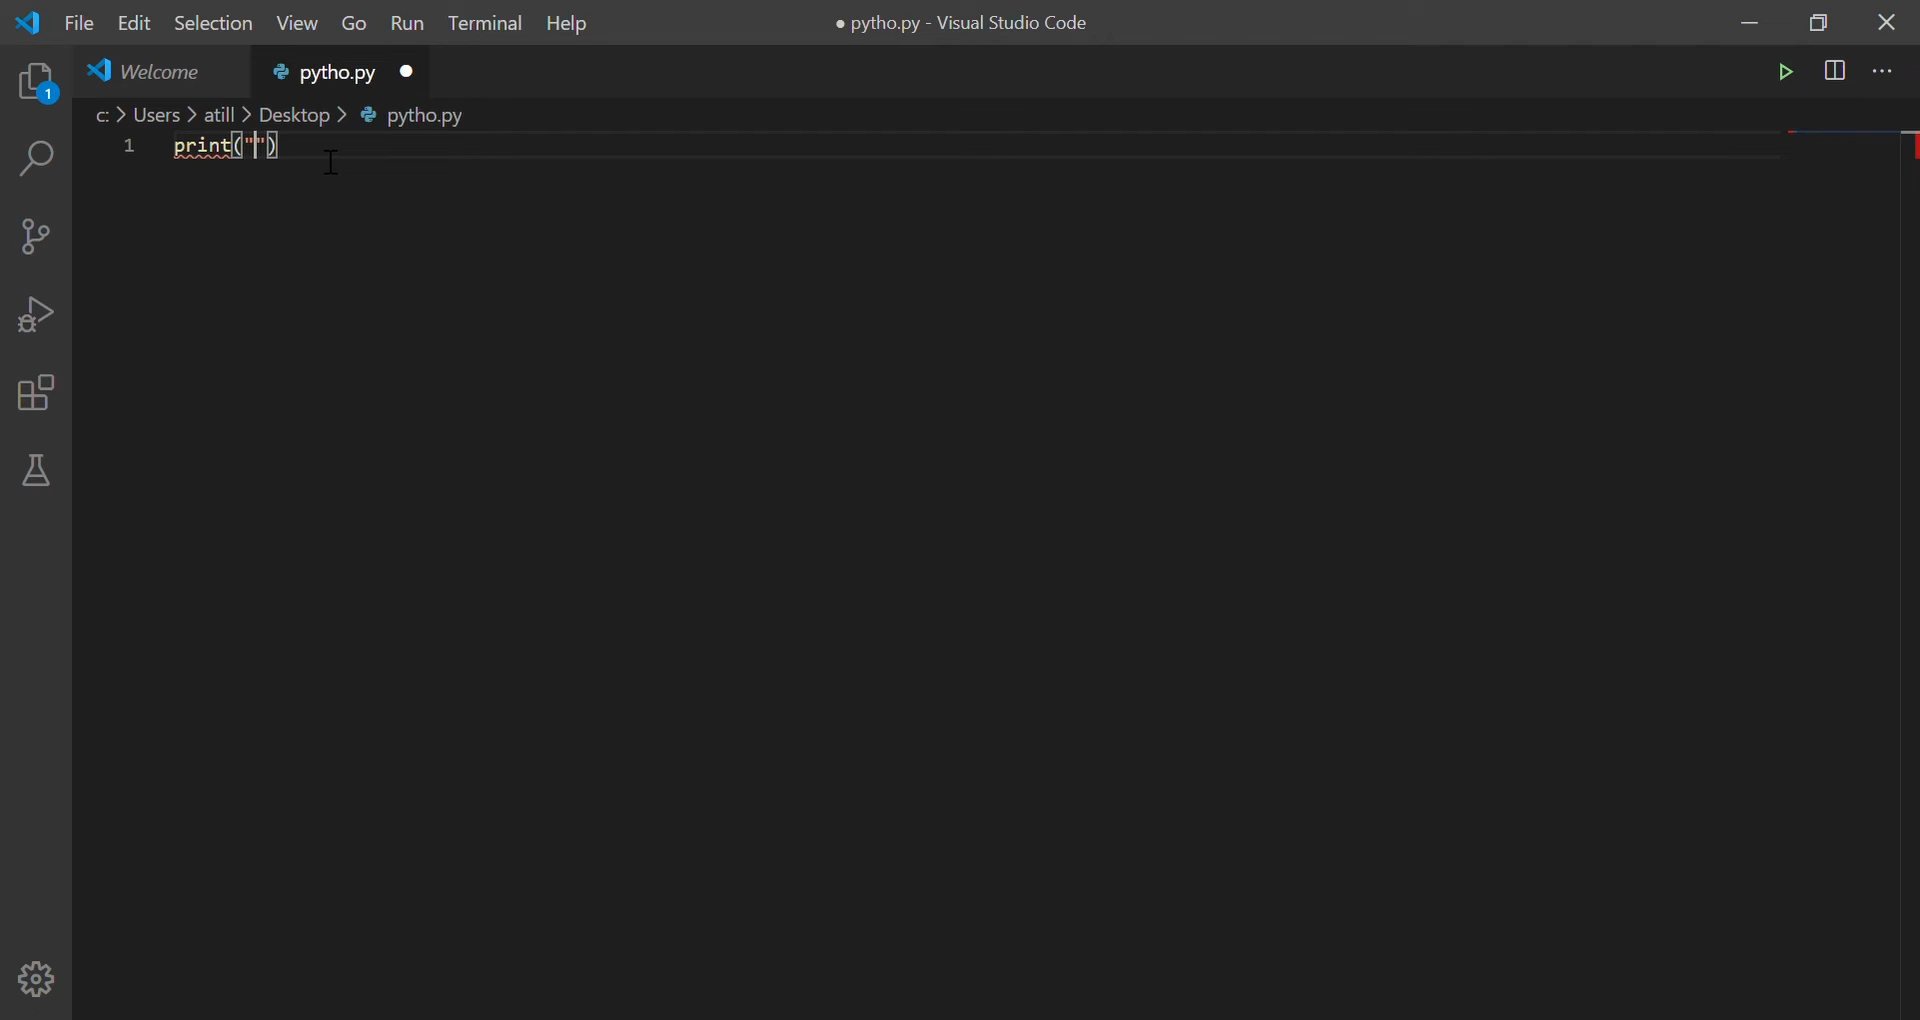 File Edit Selection View Go Run Terminal Help ● pytho.py - Visual Studio Code
Welcome pytho.py
c: > Users > atill > Desktop > pytho.py
1
1 print("")